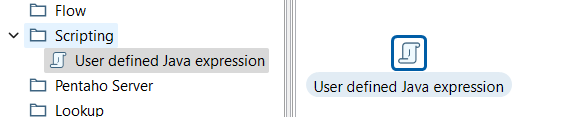 Flow
Scripting
User defined Java expression
Pentaho Server
Lookup
User defined Java expression